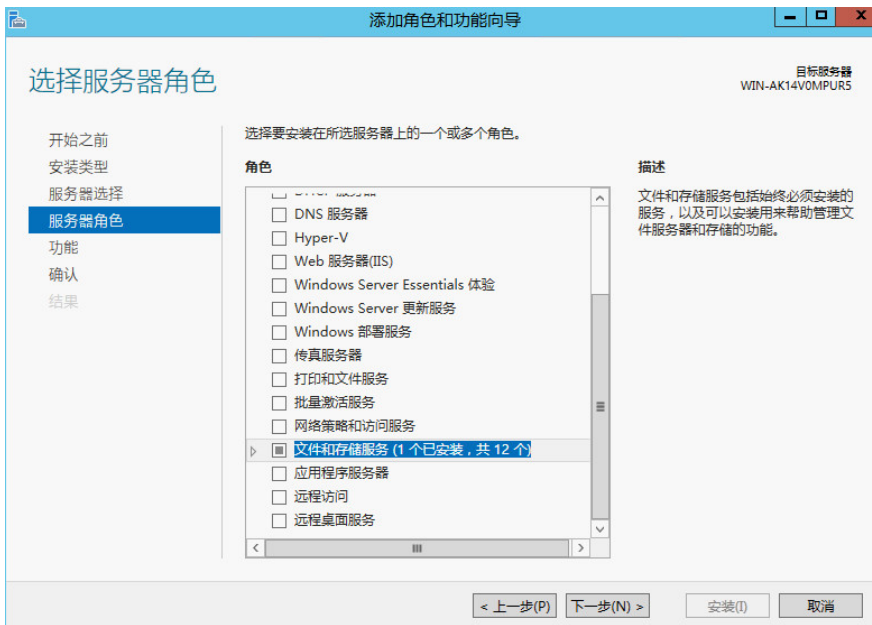 添加角色和功能向导
选择服务器角色
目标服务器
WIN-AK14V0MPUR5
开始之前
安装类型
服务器选择
服务器角色
功能
确认
结果
选择要安装在所选服务器上的一个或多个角色。
角色
DNS 服务器
Hyper-V
Web 服务器(IIS)
Windows Server Essentials 体验
Windows Server 更新服务
Windows 部署服务
传真服务器
打印和文件服务
批量激活服务
网络策略和访问服务
文件和存储服务 (1 个已安装，共 12 个)
应用程序服务器
远程访问
远程桌面服务
描述
文件和存储服务包括始终必须安装的
服务，以及可以安装用来帮助管理文
件服务器和存储的功能。
< 上一步(P)
下一步(N) >
安装(I)
取消